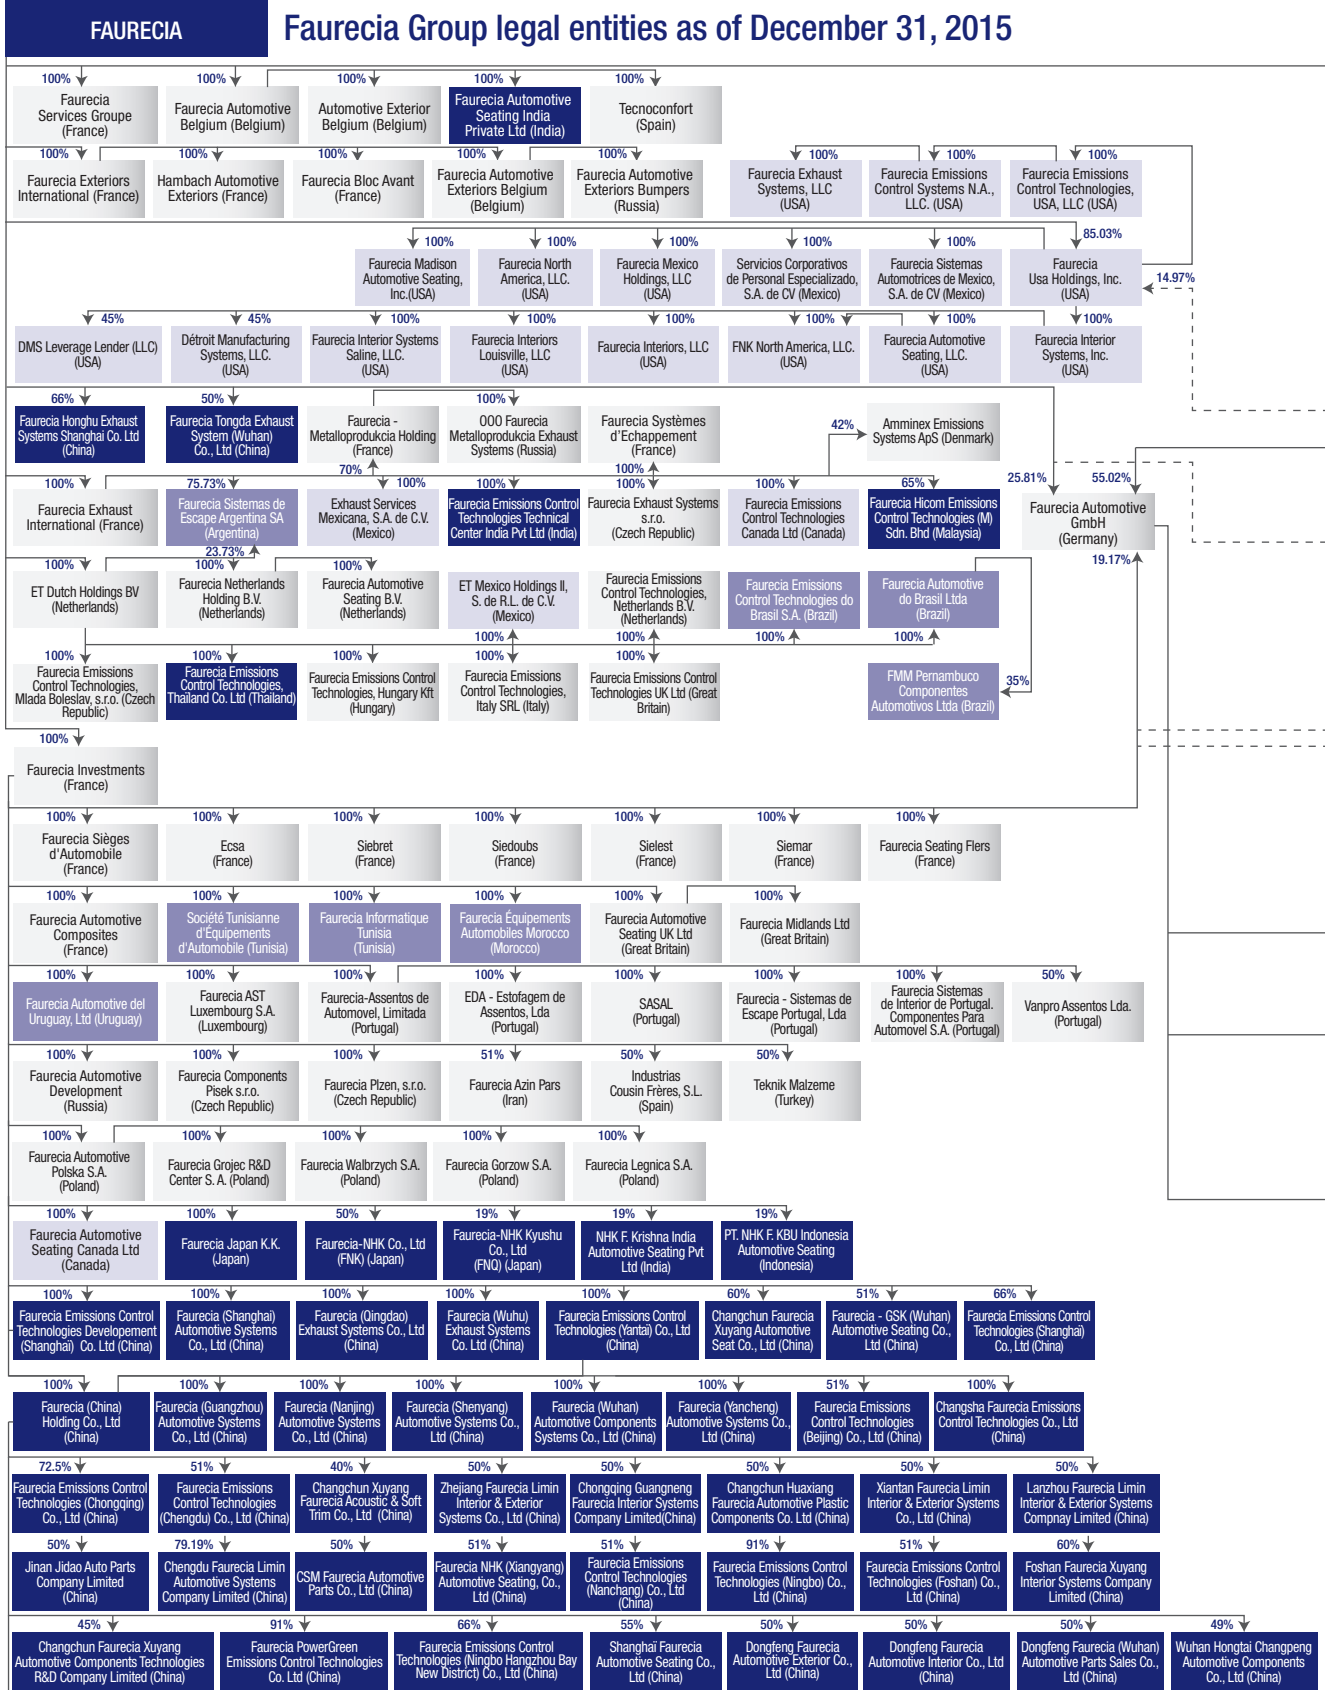 FAURECIA
Faurecia Group legal entities as of December 31, 2015
100%
100%
100%
100%
100%
Faurecia
Services Groupe
(France)
Faurecia Automotive
Belgium (Belgium)
Automotive Exterior
Belgium (Belgium)
Faurecia Automotive
Seating India
Private Ltd (India)
Tecnoconfort
(Spain)
100%
100%
100%
100%
100%
100%
100%
100%
Faurecia Exteriors
International (France)
Hambach Automotive
Exteriors (France)
Faurecia Bloc Avant
(France)
Faurecia Automotive
Exteriors Belgium
(Belgium)
Faurecia Automotive
Exteriors Bumpers
(Russia)
Faurecia Exhaust
Systems, LLC
(USA)
Faurecia Emissions
Control Systems N.A.,
LLC. (USA)
Faurecia Emissions
Control Technologies,
USA, LLC (USA)
100%
100%
100%
100%
100%
85.03%
Faurecia Madison
Automotive Seating,
Inc.(USA)
Faurecia North
America, LLC.
(USA)
Faurecia Mexico
Holdings, LLC
(USA)
Servicios Corporativos
de Personal Especializado,
S.A. de CV (Mexico)
Faurecia Sistemas
Automotrices de Mexico,
S.A. de CV (Mexico)
Faurecia
Usa Holdings, Inc.
(USA)
14.97%
45%
45%
100%
100%
100%
100%
100%
100%
DMS Leverage Lender (LLC)
(USA)
Détroit Manufacturing
Systems, LLC.
(USA)
Faurecia Interior Systems
Saline, LLC.
(USA)
Faurecia Interiors
Louisville, LLC
(USA)
Faurecia Interiors, LLC
(USA)
FNK North America, LLC.
(USA)
Faurecia Automotive
Seating, LLC.
(USA)
Faurecia Interior
Systems, Inc.
(USA)
66%
50%
100%
Faurecia Honghu Exhaust
Systems Shanghai Co. Ltd
(China)
Faurecia Tongda Exhaust
System (Wuhan)
Co., Ltd (China)
Faurecia -
Metalloprodukcia Holding
(France)
OOO Faurecia
Metalloprodukcia Exhaust
Systems (Russia)
Faurecia Systèmes
d'Echappement
(France)
42%
Amminex Emissions
Systems ApS (Denmark)
70%
100%
100%
75.73%
100%
100%
100%
100%
65%
25.81%
55.02%
Faurecia Exhaust
International (France)
Faurecia Sistemas de
Escape Argentina SA
(Argentina)
Exhaust Services
Mexicana, S.A. de C.V.
(Mexico)
Faurecia Emissions Control
Technologies Technical
Center India Pvt Ltd (India)
Faurecia Exhaust Systems
s.r.o.
(Czech Republic)
Faurecia Emissions
Control Technologies
Canada Ltd (Canada)
Faurecia Hicom Emissions
Control Technologies (M)
Sdn. Bhd (Malaysia)
Faurecia Automotive
GmbH
(Germany)
23.73%
19.17%
100%
100%
100%
ET Dutch Holdings BV
(Netherlands)
Faurecia Netherlands
Holding B.V.
(Netherlands)
Faurecia Automotive
Seating B.V.
(Netherlands)
ET Mexico Holdings II,
S. de R.L. de C.V.
(Mexico)
Faurecia Emissions
Control Technologies,
Netherlands B.V.
(Netherlands)
Faurecia Emissions
Control Technologies do
Brasil S.A. (Brazil)
Faurecia Automotive
do Brasil Ltda
(Brazil)
100%
100%
100%
100%
100%
100%
100%
100%
100%
Faurecia Emissions
Control Technologies,
Mlada Boleslav, s.r.o. (Czech
Republic)
Faurecia Emissions
Control Technologies,
Thaïland Co. Ltd (Thaïland)
Faurecia Emissions Control
Technologies, Hungary Kft
(Hungary)
Faurecia Emissions
Control Technologies,
Italy SRL (Italy)
Faurecia Emissions Control
Technologies UK Ltd (Great
Britain)
FMM Pernambuco
Componentes
Automotivos Ltda (Brazil)
35%
100%
Faurecia Investments
(France)
100%
100%
100%
100%
100%
100%
100%
Faurecia Sièges
d'Automobile
(France)
Ecsa
(France)
Siebret
(France)
Siedoubs
(France)
Sielest
(France)
Siemar
(France)
Faurecia Seating Flers
(France)
100%
100%
100%
100%
100%
100%
Faurecia Automotive
Composites
(France)
Société Tunisianne
d'Équipements
d'Automobile (Tunisia)
Faurecia Informatique
Tunisia
(Tunisia)
Faurecia Équipements
Automobiles Morocco
(Morocco)
Faurecia Automotive
Seating UK Ltd
(Great Britain)
Faurecia Midlands Ltd
(Great Britain)
100%
100%
100%
100%
100%
100%
100%
50%
Faurecia Automotive del
Uruguay, Ltd (Uruguay)
Faurecia AST
Luxembourg S.A.
(Luxembourg)
Faurecia-Assentos de
Automovel, Limitada
(Portugal)
EDA - Estofagem de
Assentos, Lda
(Portugal)
SASAL
(Portugal)
Faurecia - Sistemas de
Escape Portugal, Lda
(Portugal)
Faurecia Sistemas
de Interior de Portugal.
Componentes Para
Automovel S.A. (Portugal)
Vanpro Assentos Lda.
(Portugal)
100%
100%
100%
51%
50%
50%
Faurecia Automotive
Development
(Russia)
Faurecia Components
Pisek s.r.o.
(Czech Republic)
Faurecia Plzen, s.r.o.
(Czech Republic)
Faurecia Azin Pars
(Iran)
Industrias
Cousin Frères, S.L.
(Spain)
Teknik Malzeme
(Turkey)
100%
100%
100%
100%
100%
Faurecia Automotive
Polska S.A.
(Poland)
Faurecia Grojec R&D
Center S. A. (Poland)
Faurecia Walbrzych S.A.
(Poland)
Faurecia Gorzow S.A.
(Poland)
Faurecia Legnica S.A.
(Poland)
100%
100%
50%
19%
19%
19%
Faurecia Automotive
Seating Canada Ltd
(Canada)
Faurecia Japan K.K.
(Japan)
Faurecia-NHK Co., Ltd
(FNK) (Japan)
Faurecia-NHK Kyushu
Co., Ltd
(FNQ) (Japan)
NHK F. Krishna India
Automotive Seating Pvt
Ltd (India)
PT. NHK F. KBU Indonesia
Automotive Seating
(Indonesia)
100%
100%
100%
100%
100%
60%
51%
66%
Faurecia Emissions Control
Technologies Developement
(Shanghai) Co. Ltd (China)
Faurecia (Shanghai)
Automotive Systems
Co., Ltd (China)
Faurecia (Qingdao)
Exhaust Systems Co., Ltd
(China)
Faurecia (Wuhu)
Exhaust Systems
Co. Ltd (China)
Faurecia Emissions Control
Technologies (Yantaï) Co., Ltd
(China)
Changchun Faurecia
Xuyang Automotive
Seat Co., Ltd (China)
Faurecia - GSK (Wuhan)
Automotive Seating Co.,
Ltd (China)
Faurecia Emissions Control
Technologies (Shanghaï)
Co., Ltd (China)
100%
100%
100%
100%
100%
100%
51%
100%
Faurecia (China)
Holding Co., Ltd
(China)
Faurecia (Guangzhou)
Automotive Systems
Co., Ltd (China)
Faurecia (Nanjing)
Automotive Systems
Co., Ltd (China)
Faurecia (Shenyang)
Automotive Systems Co.,
Ltd (China)
Faurecia (Wuhan)
Automotive Components
Systems Co., Ltd (China)
Faurecia (Yancheng)
Automotive Systems Co.,
Ltd (China)
Faurecia Emissions
Control Technologies
(Beijing) Co., Ltd (China)
Changsha Faurecia Emissions
Control Technologies Co., Ltd
(China)
72.5%
51%
40%
50%
50%
50%
50%
50%
Faurecia Emissions Control
Technologies (Chongqing)
Co., Ltd (China)
Faurecia Emissions
Control Technologies
(Chengdu) Co., Ltd (China)
Changchun Xuyang
Faurecia Acoustic & Soft
Trim Co., Ltd (China)
Zhejiang Faurecia Limin
Interior & Exterior
Systems Co., Ltd (China)
Chongqing Guangneng
Faurecia Interior Systems
Company Limited(China)
Changchun Huaxiang
Faurecia Automotive Plastic
Components Co. Ltd (China)
Xiantan Faurecia Limin
Interior & Exterior Systems
Co., Ltd (China)
Lanzhou Faurecia Limin
Interior & Exterior Systems
Compnay Limited (China)
50%
79.19%
50%
51%
51%
91%
51%
60%
Jinan Jidao Auto Parts
Company Limited
(China)
Chengdu Faurecia Limin
Automotive Systems
Company Limited (China)
CSM Faurecia Automotive
Parts Co., Ltd (China)
Faurecia NHK (Xiangyang)
Automotive Seating, Co.,
Ltd (China)
Faurecia Emissions
Control Technologies
(Nanchang) Co., Ltd
(China)
Faurecia Emissions Control
Technologies (Ningbo) Co.,
Ltd (China)
Faurecia Emissions Control
Technologies (Foshan) Co.,
Ltd (China)
Foshan Faurecia Xuyang
Interior Systems Company
Limited (China)
45%
91%
66%
55%
50%
50%
50%
49%
Changchun Faurecia Xuyang
Automotive Components Technologies
R&D Company Limited (China)
Faurecia PowerGreen
Emissions Control Technologies
Co. Ltd (China)
Faurecia Emissions Control
Technologies (Ningbo Hangzhou Bay
New District) Co., Ltd (China)
Shanghaï Faurecia
Automotive Seating Co.,
Ltd (China)
Dongfeng Faurecia
Automotive Exterior Co.,
Ltd (China)
Dongfeng Faurecia
Automotive Interior Co., Ltd
(China)
Dongfeng Faurecia (Wuhan)
Automotive Parts Sales Co.,
Ltd (China)
Wuhan Hongtai Changpeng
Automotive Components
Co., Ltd (China)